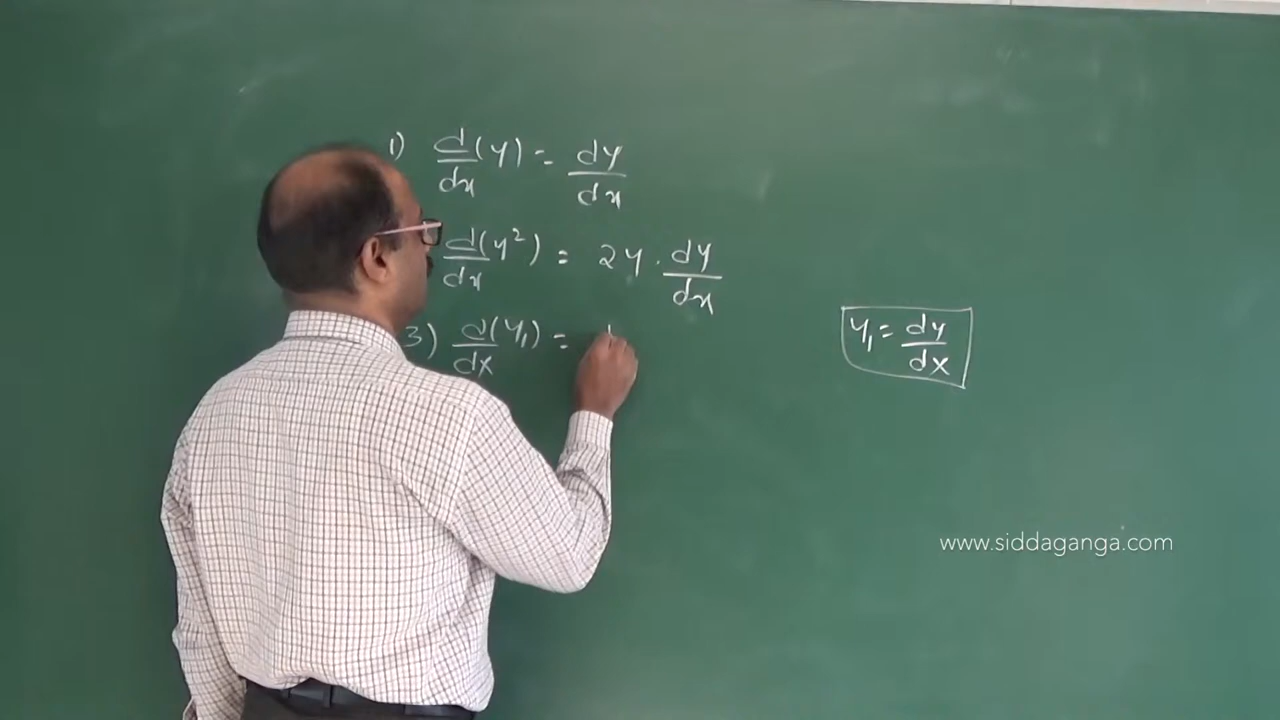 1) d/dx (y) = dy/dx
d/dx (y²) = 2y · dy/dx
3) d/dx (y₁) =
y₁ = dy/dx
www.siddaganga.com